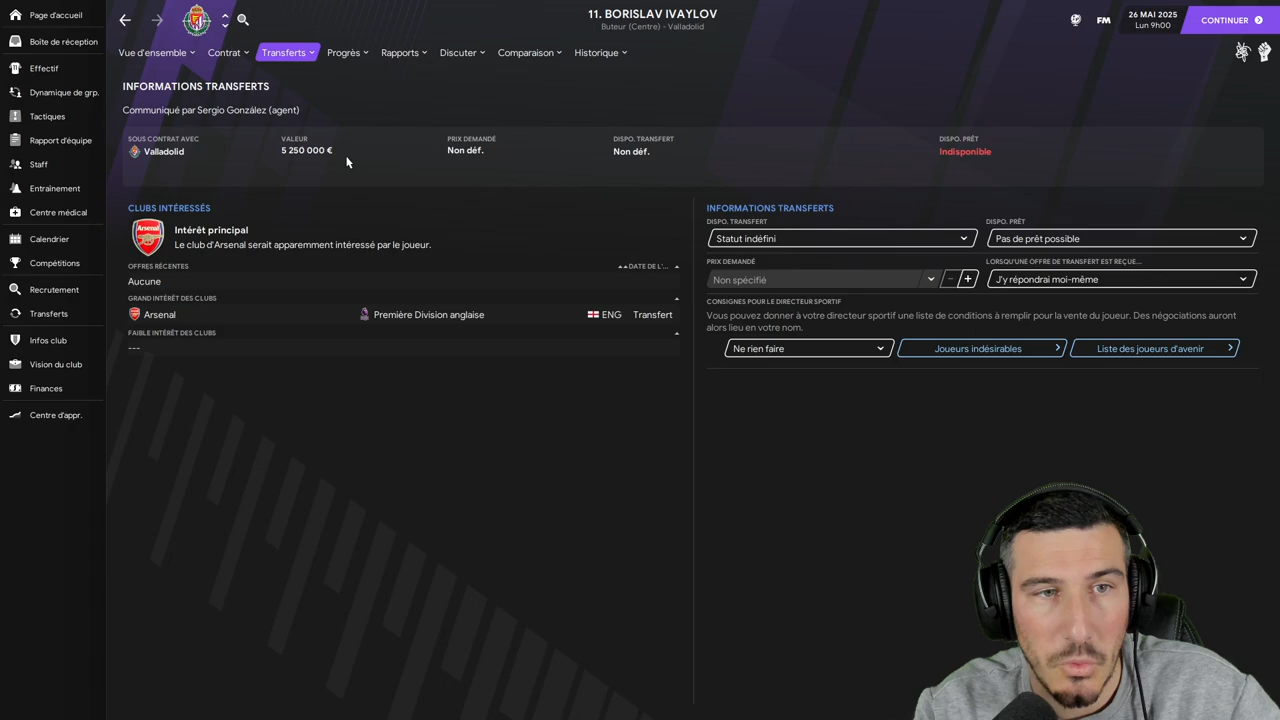 Page d'accueil
Boîte de réception
Effectif
Dynamique de grp.
Tactiques
Rapport d'équipe
Staff
Entraînement
Centre médical
Calendrier
Compétitions
Recrutement
Transferts
Infos club
Vision du club
Finances
Centre d'appr.
11. BORISLAV IVAYLOV
Buteur (Centre) - Valladolid
FM
26 MAI 2025
Lun 9h00
CONTINUER
Vue d'ensemble
Contrat
Transferts
Progrès
Rapports
Discuter
Comparaison
Historique
INFORMATIONS TRANSFERTS
Communiqué par Sergio González (agent)
SOUS CONTRAT AVEC
Valladolid
VALEUR
5 250 000 €
PRIX DEMANDÉ
Non déf.
DISPO. TRANSFERT
Non déf.
DISPO. PRÊT
Indisponible
CLUBS INTÉRESSÉS
Arsenal
Intérêt principal
Le club d'Arsenal serait apparemment intéressé par le joueur.
OFFRES RÉCENTES
DATE DE L'...
Aucune
GRAND INTÉRÊT DES CLUBS
Arsenal Première Division anglaise ENG Transfert
FAIBLE INTÉRÊT DES CLUBS
---
INFORMATIONS TRANSFERTS
DISPO. TRANSFERT
Statut indéfini
DISPO. PRÊT
Pas de prêt possible
PRIX DEMANDÉ
Non spécifié
- +
LORSQU'UNE OFFRE DE TRANSFERT EST REÇUE...
J'y répondrai moi-même
CONSIGNES POUR LE DIRECTEUR SPORTIF
Vous pouvez donner à votre directeur sportif une liste de conditions à remplir pour la vente du joueur. Des négociations auront
alors lieu en votre nom.
Ne rien faire
Joueurs indésirables
Liste des joueurs d'avenir